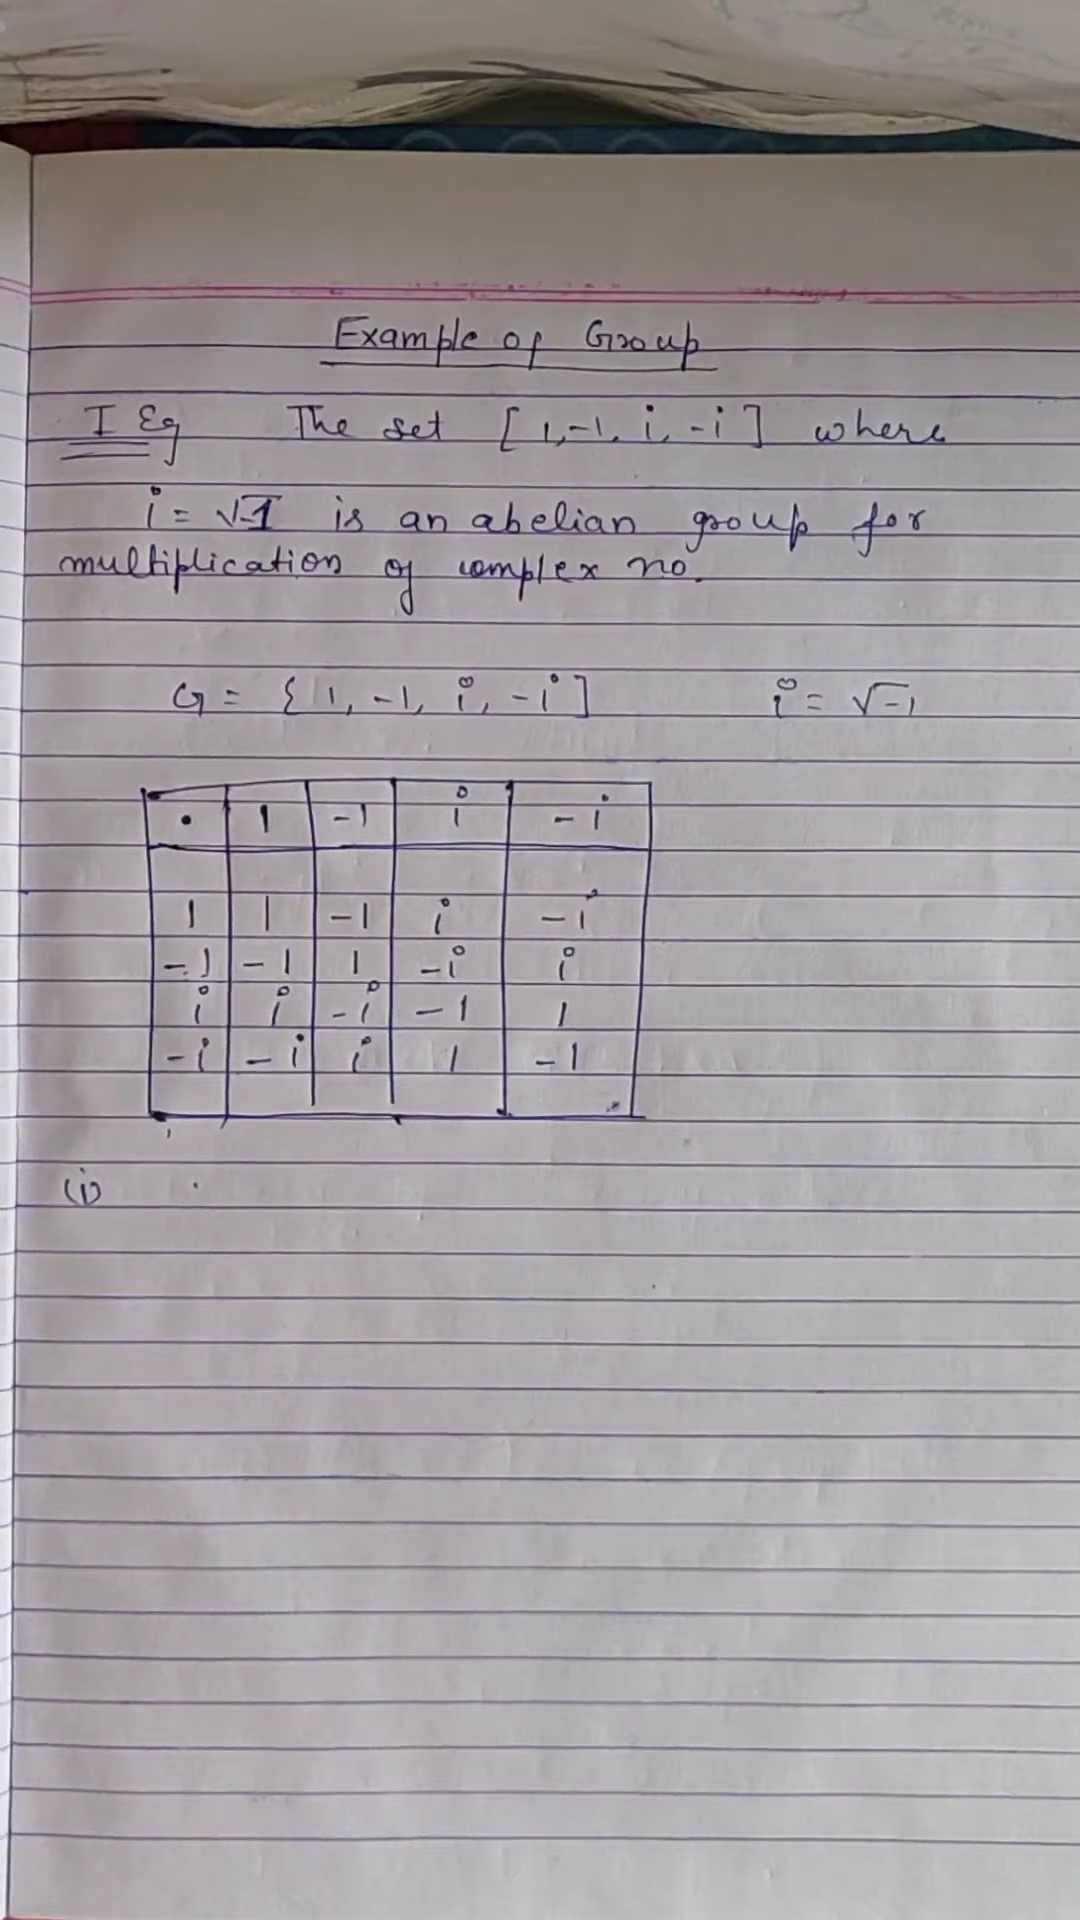 Example of Group
I Eg The set [1,-1, i, -i] where
i = √-1 is an abelian group for
multiplication of complex no.
G = {1, -1, i, -i] i = √-1
• 1 -1 i -i
1 1 -1 i -i
-1 -1 1 -i i
i i -i -1 1
-i -i i 1 -1
(i)